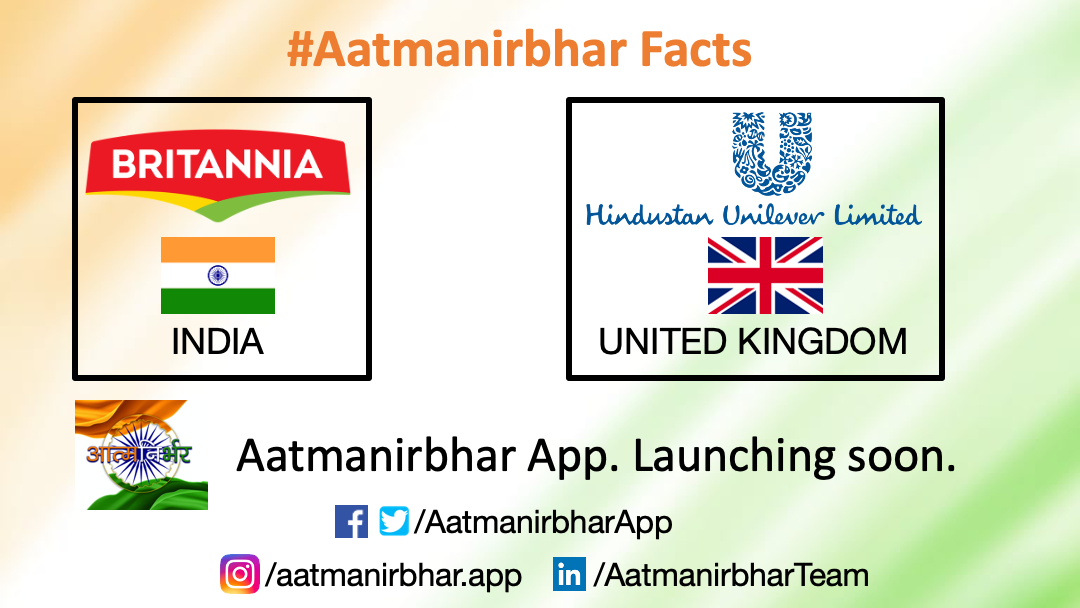 #Aatmanirbhar Facts
BRITANNIA
Hindustan Unilever Limited
INDIA
UNITED KINGDOM
आत्मनिर्भर
Aatmanirbhar App. Launching soon.
/AatmanirbharApp
/aatmanirbhar.app
/AatmanirbharTeam